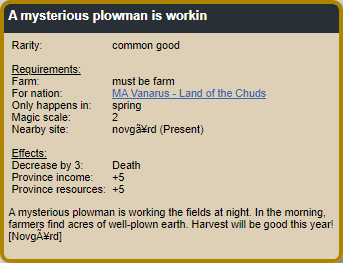 A mysterious plowman is workin
Rarity: common good
Requirements:
Farm: must be farm
For nation: MA Vanarus - Land of the Chuds
Only happens in: spring
Magic scale: 2
Nearby site: novgã¥rd (Present)
Effects:
Decrease by 3: Death
Province income: +5
Province resources: +5
A mysterious plowman is working the fields at night. In the morning,
farmers find acres of well-plown earth. Harvest will be good this year!
[NovgÃ¥rd]